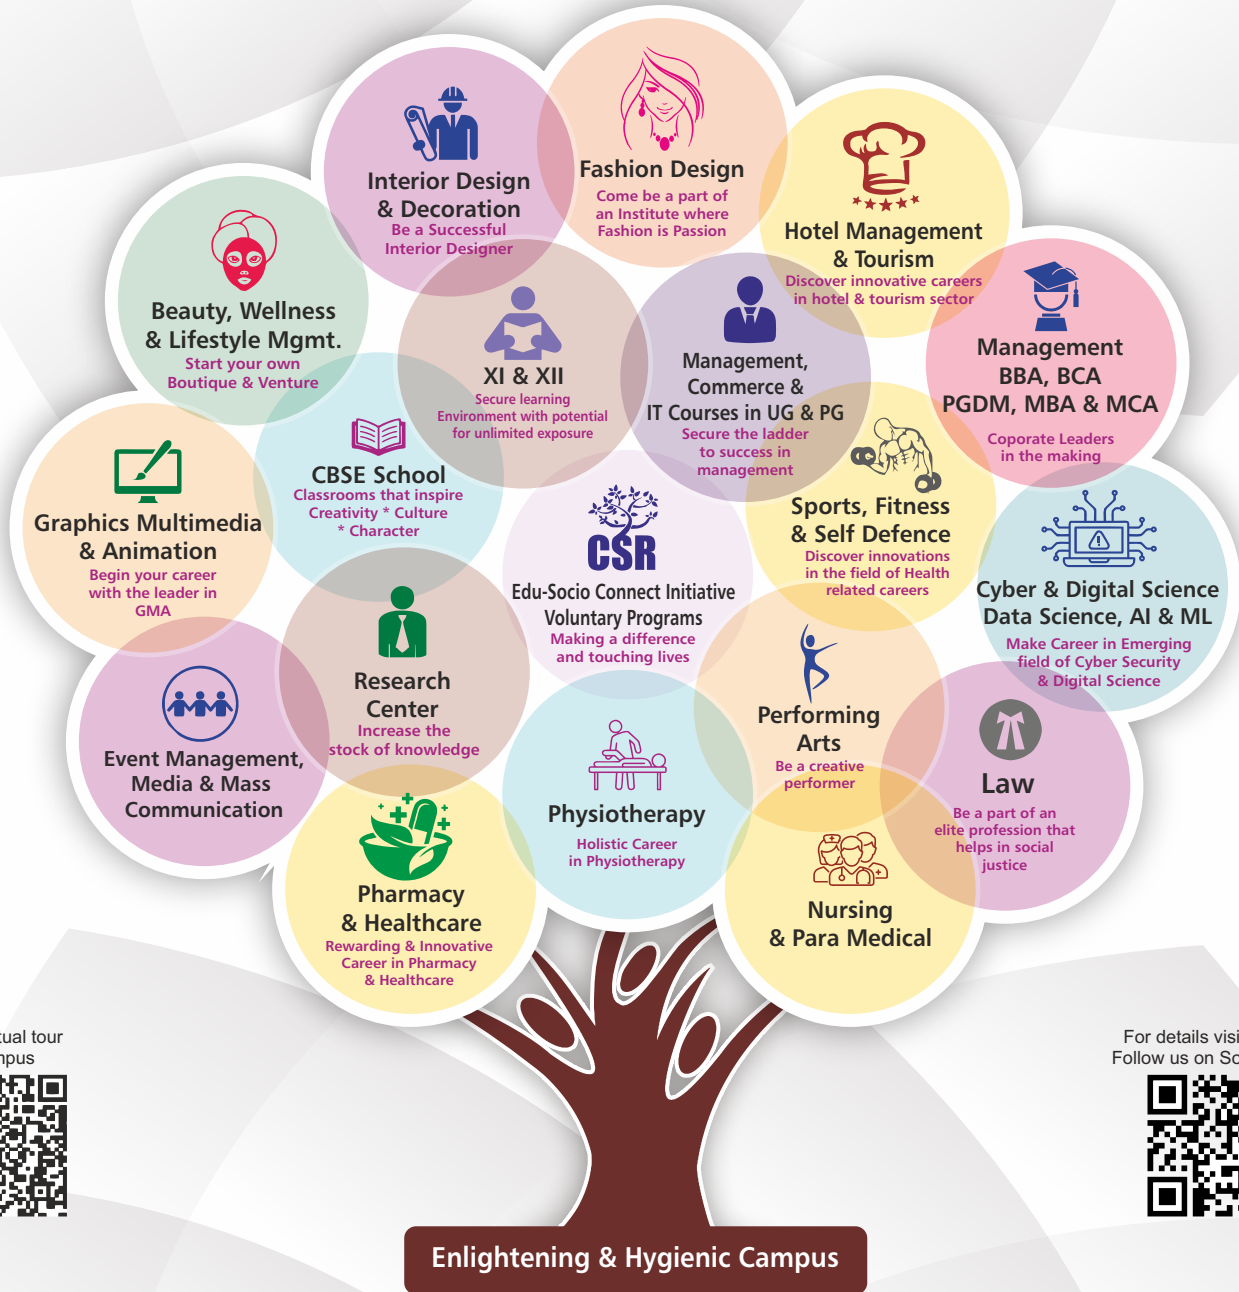 Fashion Design
Come be a part of
an Institute where
Fashion is Passion
Interior Design
& Decoration
Be a Successful
Interior Designer
Hotel Management
& Tourism
Discover innovative careers
in hotel & tourism sector
Beauty, Wellness
& Lifestyle Mgmt.
Start your own
Boutique & Venture
XI & XII
Secure learning
Environment with potential
for unlimited exposure
Management,
Commerce &
IT Courses in UG & PG
Secure the ladder
to success in
management
Management
BBA, BCA
PGDM, MBA & MCA
Coporate Leaders
in the making
CBSE School
Classrooms that inspire
Creativity * Culture
* Character
Graphics Multimedia
& Animation
Begin your career
with the leader in
GMA
CSR
Edu-Socio Connect Initiative
Voluntary Programs
Making a difference
and touching lives
Sports, Fitness
& Self Defence
Discover innovations
in the field of Health
related careers
Cyber & Digital Science
Data Science, AI & ML
Make Career in Emerging
field of Cyber Security
& Digital Science
Research
Center
Increase the
stock of knowledge
Event Management,
Media & Mass
Communication
Performing
Arts
Be a creative
performer
Law
Be a part of an
elite profession that
helps in social
justice
Physiotherapy
Holistic Career
in Physiotherapy
Pharmacy
& Healthcare
Rewarding & Innovative
Career in Pharmacy
& Healthcare
Nursing
& Para Medical
tour
For details
Follow us on
Enlightening & Hygienic Campus